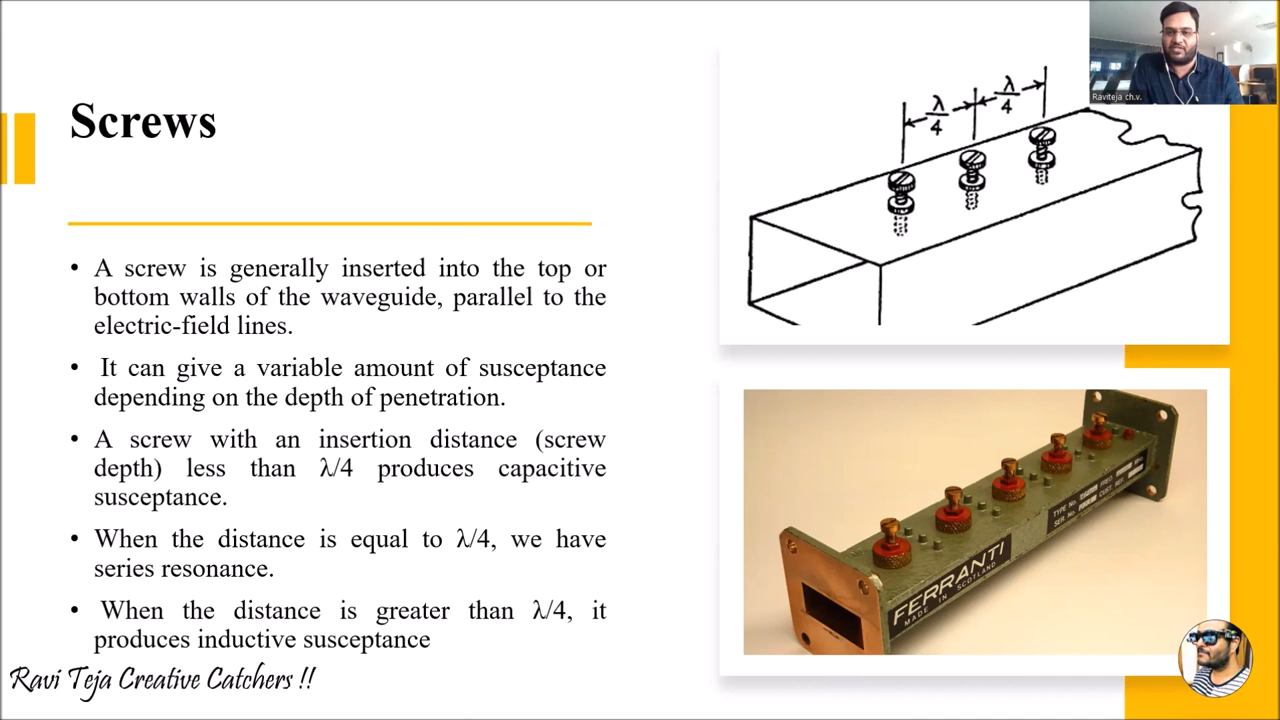 Raviteja ch.v.
Screws
• A screw is generally inserted into the top or
bottom walls of the waveguide, parallel to the
electric-field lines.
• It can give a variable amount of susceptance
depending on the depth of penetration.
• A screw with an insertion distance (screw
depth) less than λ/4 produces capacitive
susceptance.
• When the distance is equal to λ/4, we have
series resonance.
• When the distance is greater than λ/4, it
produces inductive susceptance
λ/4
λ/4
FERRANTI
MADE IN SCOTLAND
TYPE No. FREQ
SER. No. CUST. REF.
Ravi Teja Creative Catchers !!